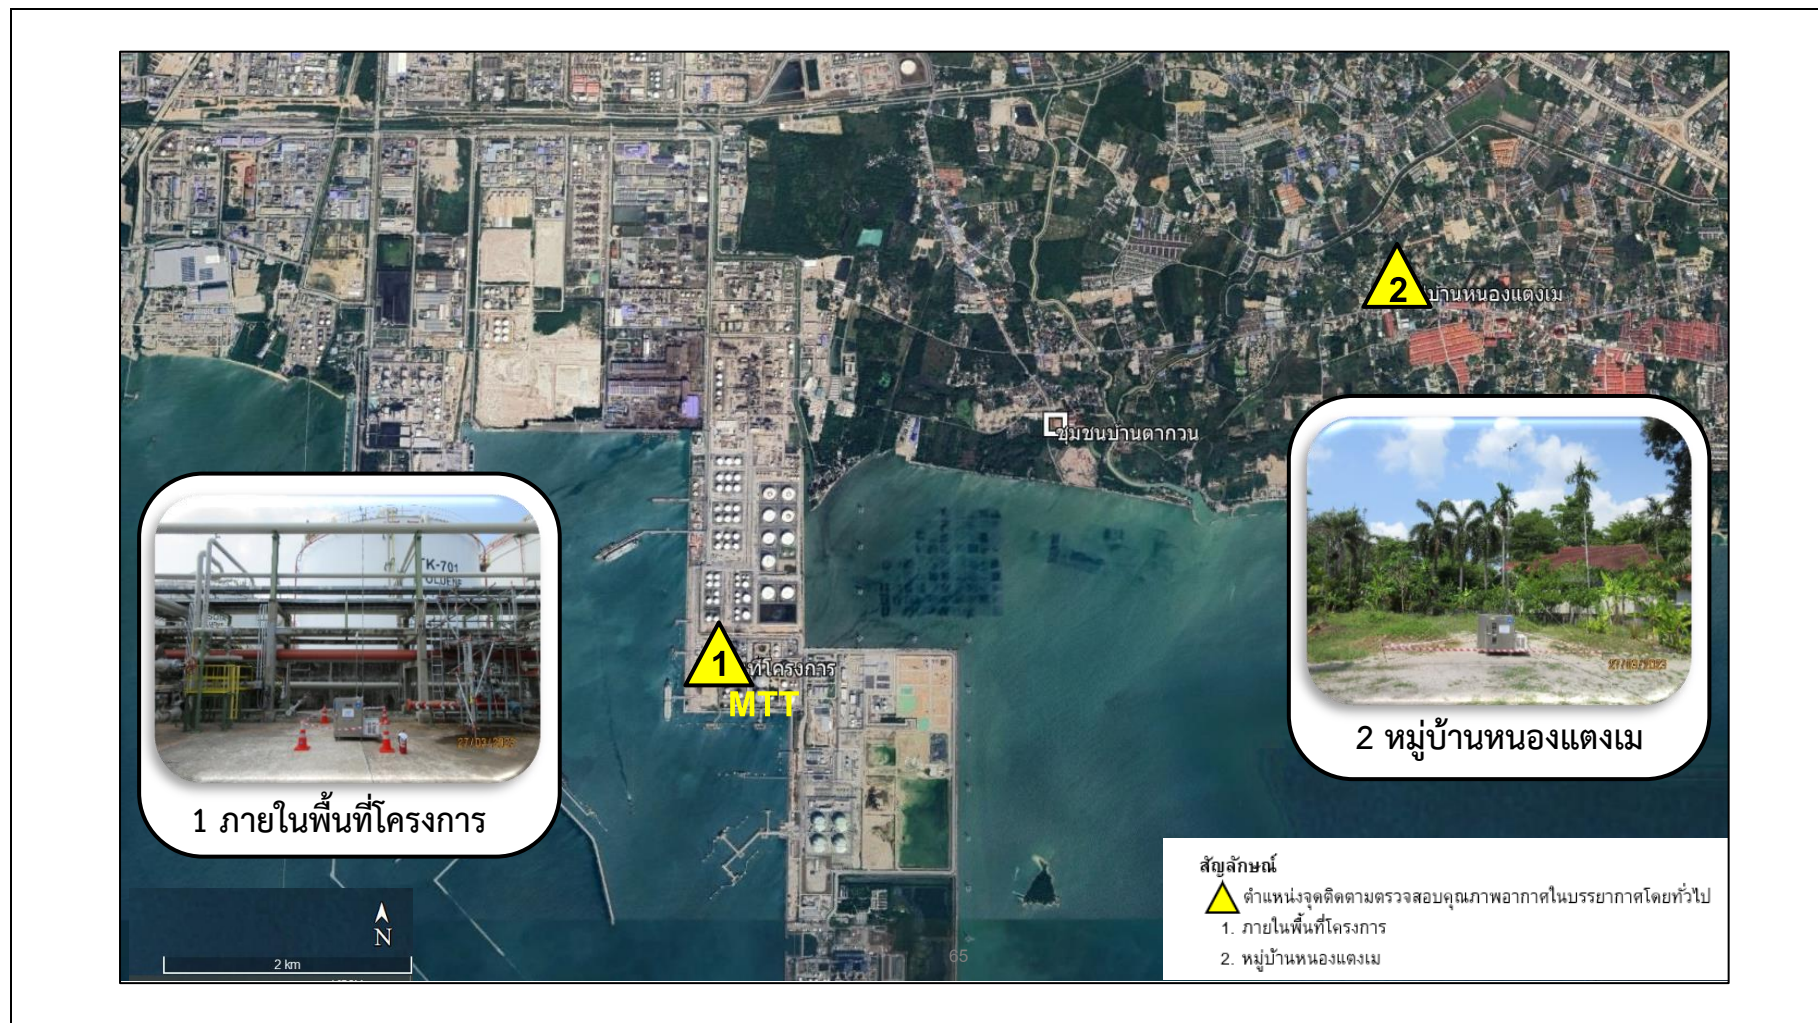 2
บ้านหนองแตงเม
ชุมชนบ้านตากวน
TK-701
1
ที่โครงการ
MTT
27/03/2023
27/03/2023
2 หมู่บ้านหนองแตงเม
1 ภายในพื้นที่โครงการ
สัญลักษณ์
ตำแหน่งจุดติดตามตรวจสอบคุณภาพอากาศในบรรยากาศโดยทั่วไป
1. ภายในพื้นที่โครงการ
2. หมู่บ้านหนองแตงเม
N
2 km
65